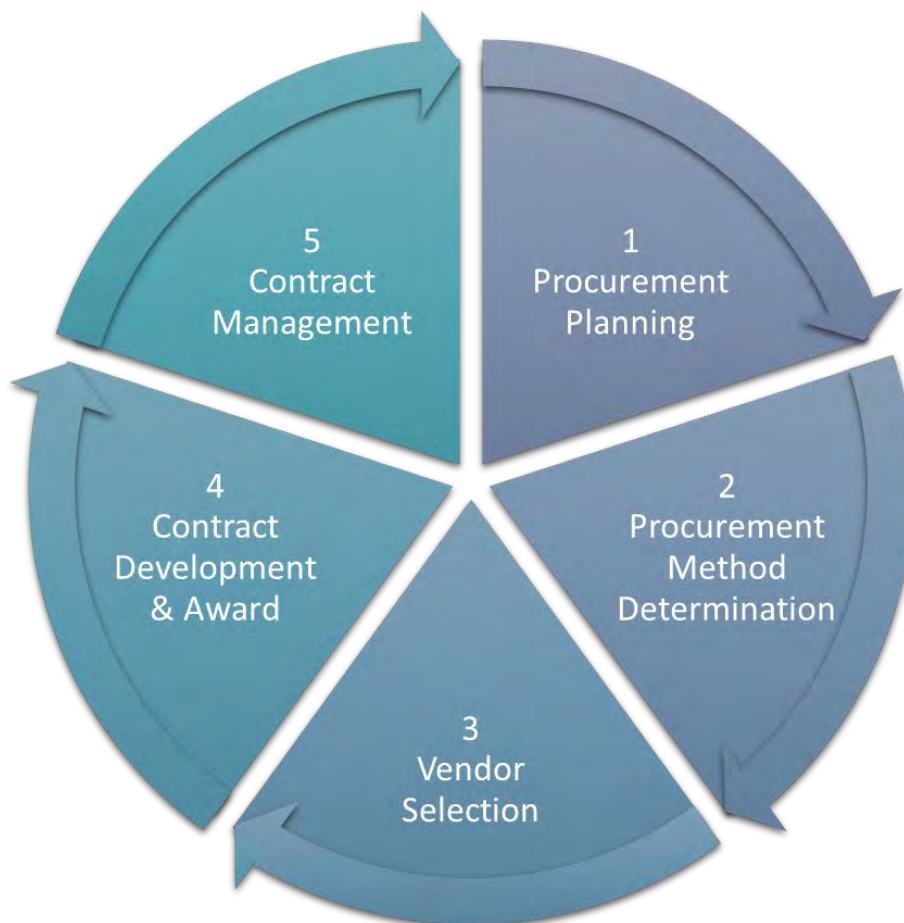 1
Procurement
Planning
2
Procurement
Method
Determination
3
Vendor
Selection
4
Contract
Development
& Award
5
Contract
Management